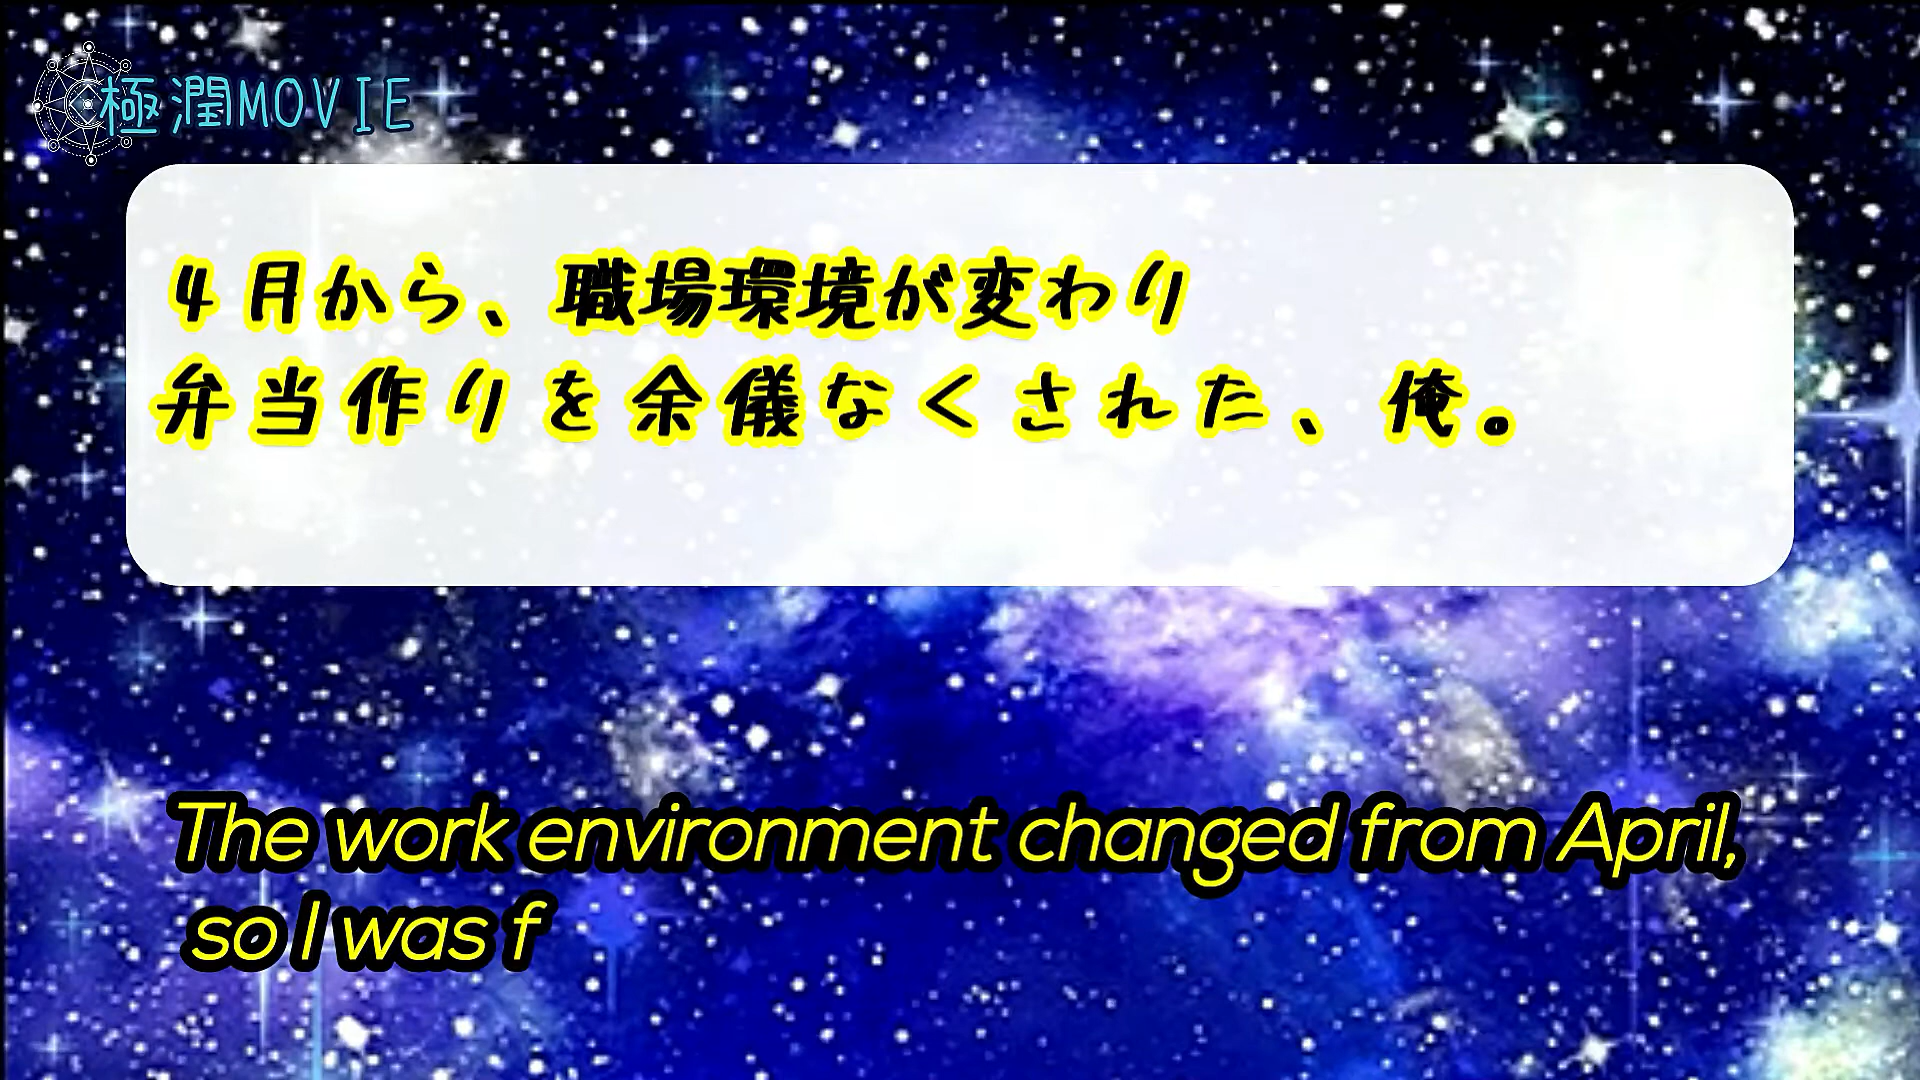 極潤MOVIE
4月から、職場環境が変わり
弁当作りを余儀なくされた、俺。
The work environment changed from April,
so I was f